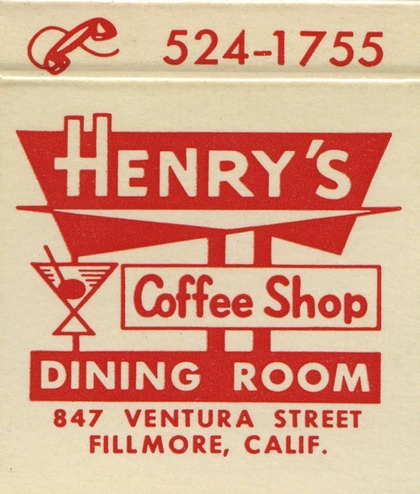 524-1755
HENRY'S
Coffee Shop
DINING ROOM
847 VENTURA STREET
FILLMORE, CALIF.